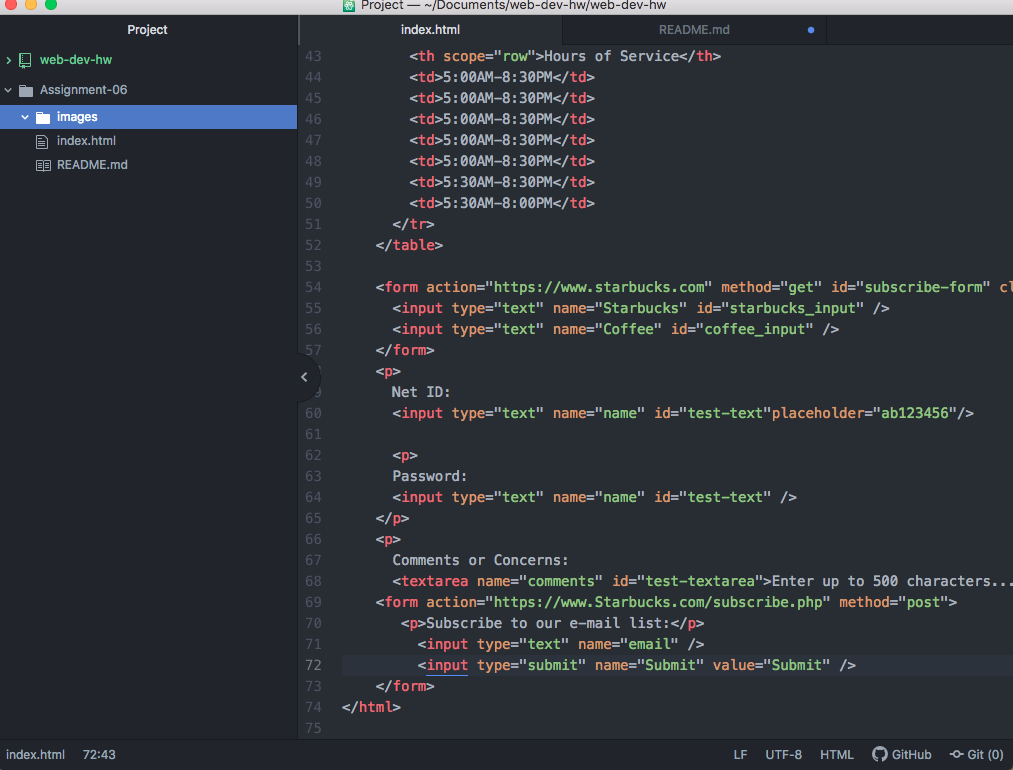 Project — ~/Documents/web-dev-hw/web-dev-hw
Project
index.html
README.md
web-dev-hw
Assignment-06
images
index.html
README.md
43 <th scope="row">Hours of Service</th>
44 <td>5:00AM-8:30PM</td>
45 <td>5:00AM-8:30PM</td>
46 <td>5:00AM-8:30PM</td>
47 <td>5:00AM-8:30PM</td>
48 <td>5:00AM-8:30PM</td>
49 <td>5:30AM-8:30PM</td>
50 <td>5:30AM-8:00PM</td>
51 </tr>
52 </table>
53
54 <form action="https://www.starbucks.com" method="get" id="subscribe-form" cl
55 <input type="text" name="Starbucks" id="starbucks_input" />
56 <input type="text" name="Coffee" id="coffee_input" />
57 </form>
<p>
9 Net ID:
60 <input type="text" name="name" id="test-text"placeholder="ab123456"/>
61
62 <p>
63 Password:
64 <input type="text" name="name" id="test-text" />
65 </p>
66 <p>
67 Comments or Concerns:
68 <textarea name="comments" id="test-textarea">Enter up to 500 characters...
69 <form action="https://www.Starbucks.com/subscribe.php" method="post">
70 <p>Subscribe to our e-mail list:</p>
71 <input type="text" name="email" />
72 <input type="submit" name="Submit" value="Submit" />
73 </form>
74 </html>
75
index.html 72:43 LF UTF-8 HTML GitHub Git (0)